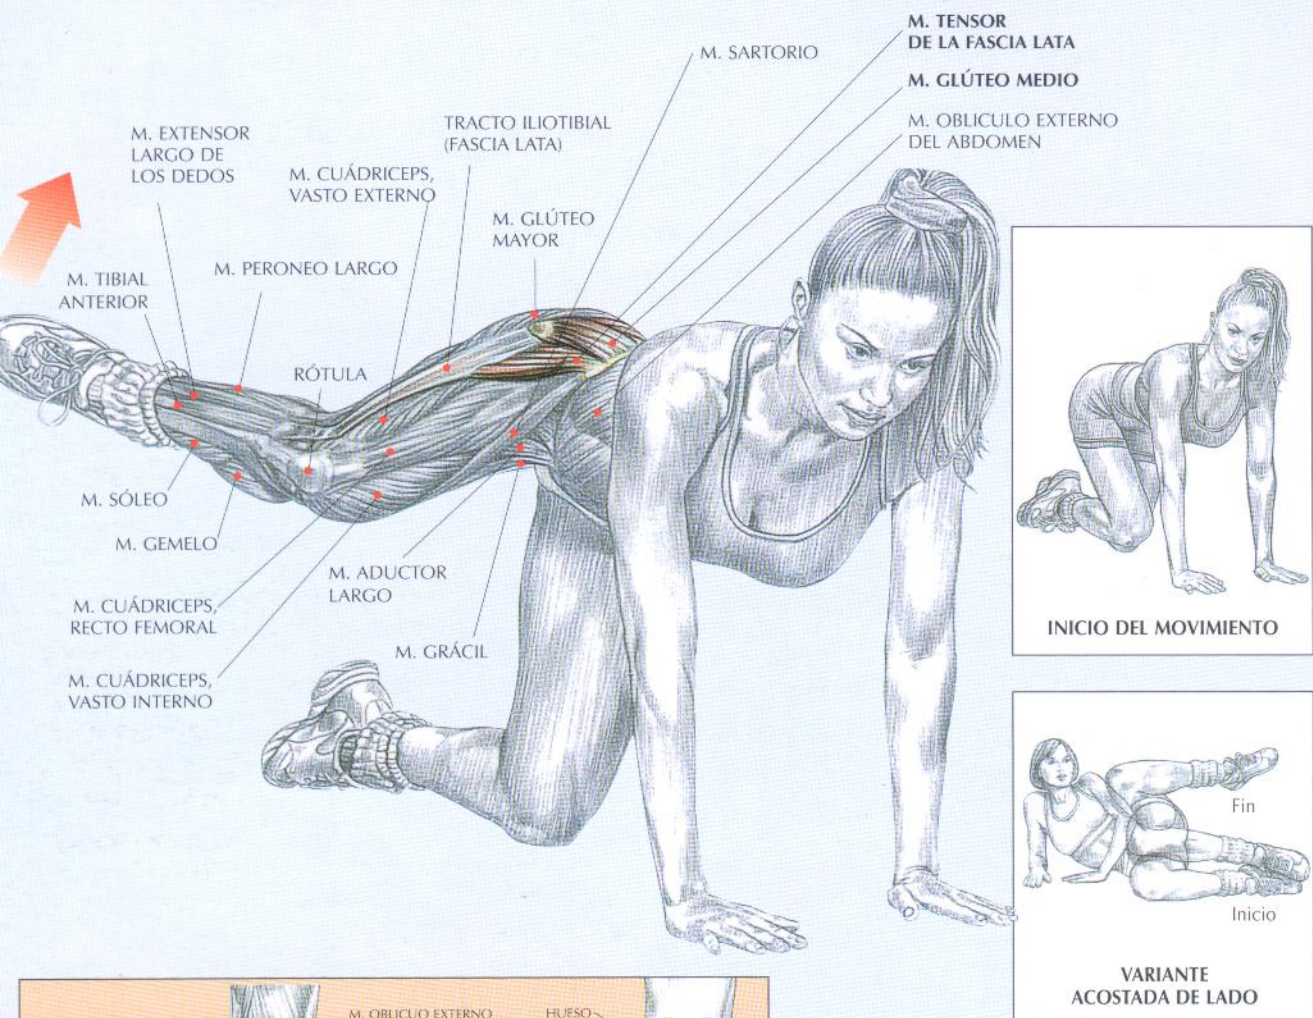 M. TENSOR
DE LA FASCIA LATA
M. SARTORIO
M. GLÚTEO MEDIO
M. OBLICULO EXTERNO
DEL ABDOMEN
TRACTO ILIOTIBIAL
(FASCIA LATA)
M. EXTENSOR
LARGO DE
LOS DEDOS
M. CUÁDRICEPS,
VASTO EXTERNO
M. GLÚTEO
MAYOR
M. PERONEO LARGO
M. TIBIAL
ANTERIOR
RÓTULA
M. SÓLEO
M. GEMELO
M. ADUCTOR
LARGO
M. CUÁDRICEPS,
RECTO FEMORAL
M. GRÁCIL
M. CUÁDRICEPS,
VASTO INTERNO
INICIO DEL MOVIMIENTO
Fin
Inicio
VARIANTE
ACOSTADA DE LADO
M. OBLICUO EXTERNO
HUESO